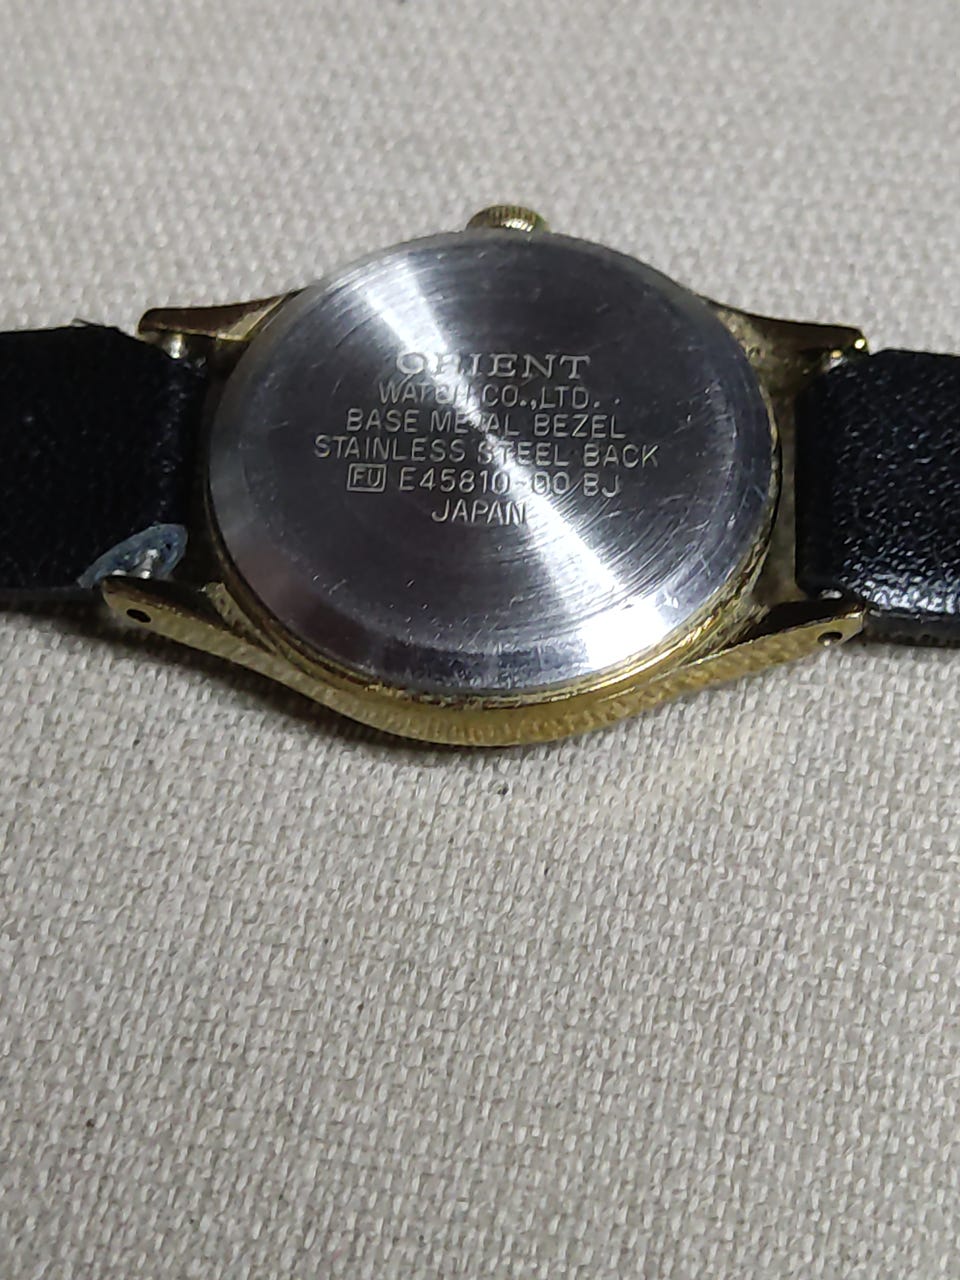 ORIENT
WATCH CO.,LTD.
BASE METAL BEZEL
STAINLESS STEEL BACK
FU E45810-00 BJ
JAPAN